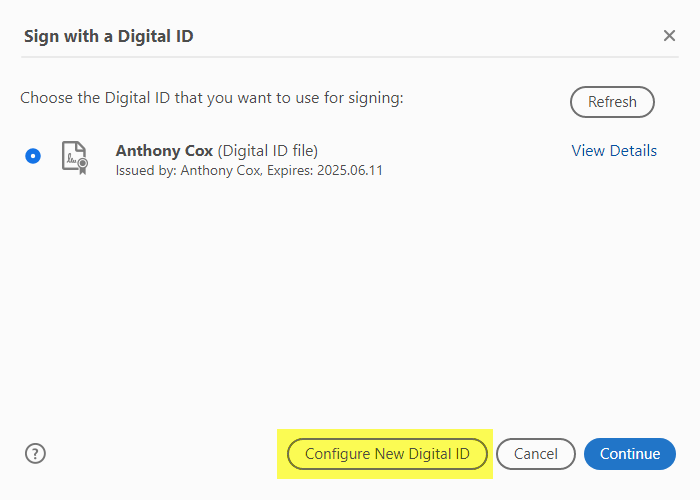 Sign with a Digital ID
Choose the Digital ID that you want to use for signing:
Refresh
Anthony Cox (Digital ID file)
View Details
Issued by: Anthony Cox, Expires: 2025.06.11
?
Configure New Digital ID
Cancel
Continue